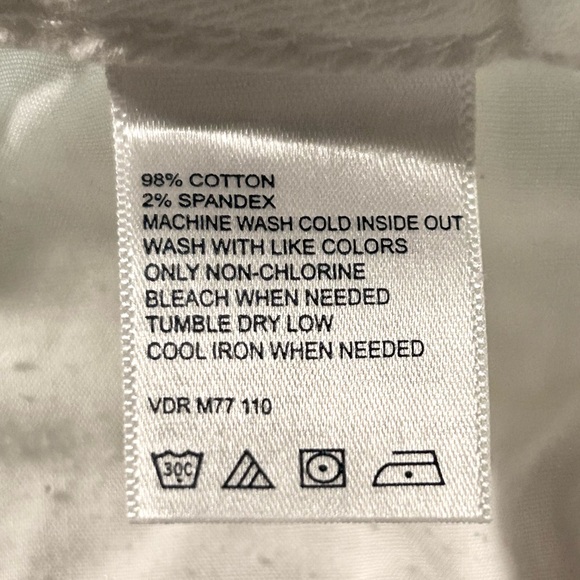 98% COTTON
2% SPANDEX
MACHINE WASH COLD INSIDE OUT
WASH WITH LIKE COLORS
ONLY NON-CHLORINE
BLEACH WHEN NEEDED
TUMBLE DRY LOW
COOL IRON WHEN NEEDED
VDR M77 110
30C